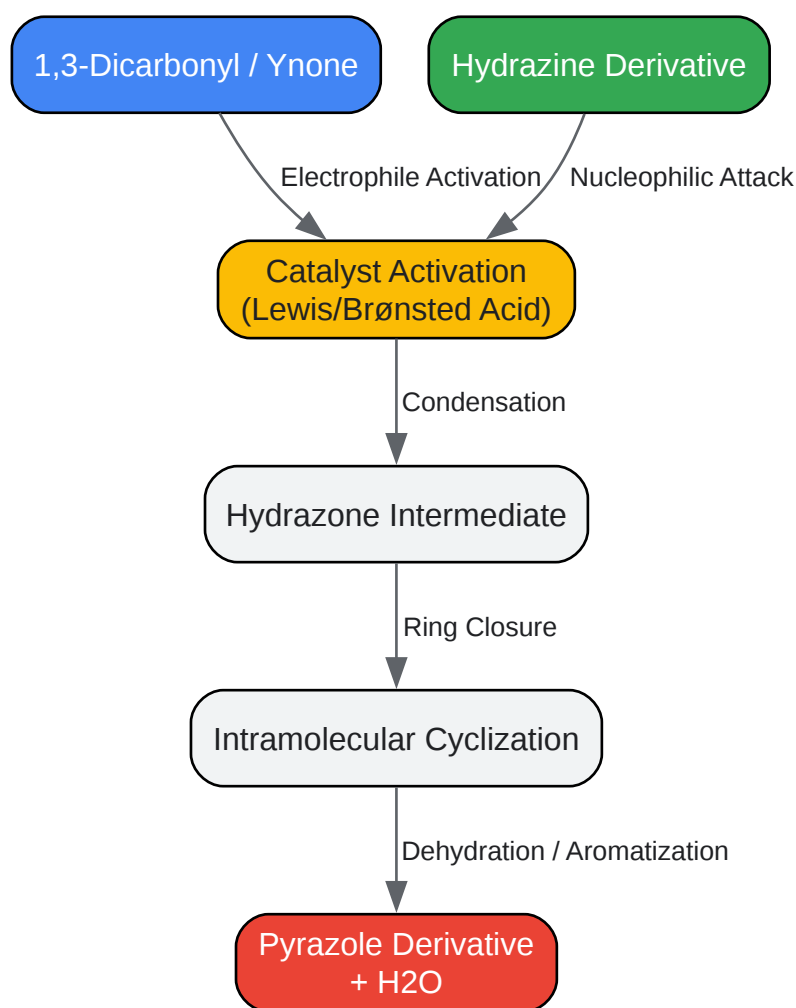 1,3-Dicarbonyl / Ynone
Hydrazine Derivative
Electrophile Activation
Nucleophilic Attack
Catalyst Activation
(Lewis/Brønsted Acid)
Condensation
Hydrazone Intermediate
Ring Closure
Intramolecular Cyclization
Dehydration / Aromatization
Pyrazole Derivative
+ H2O